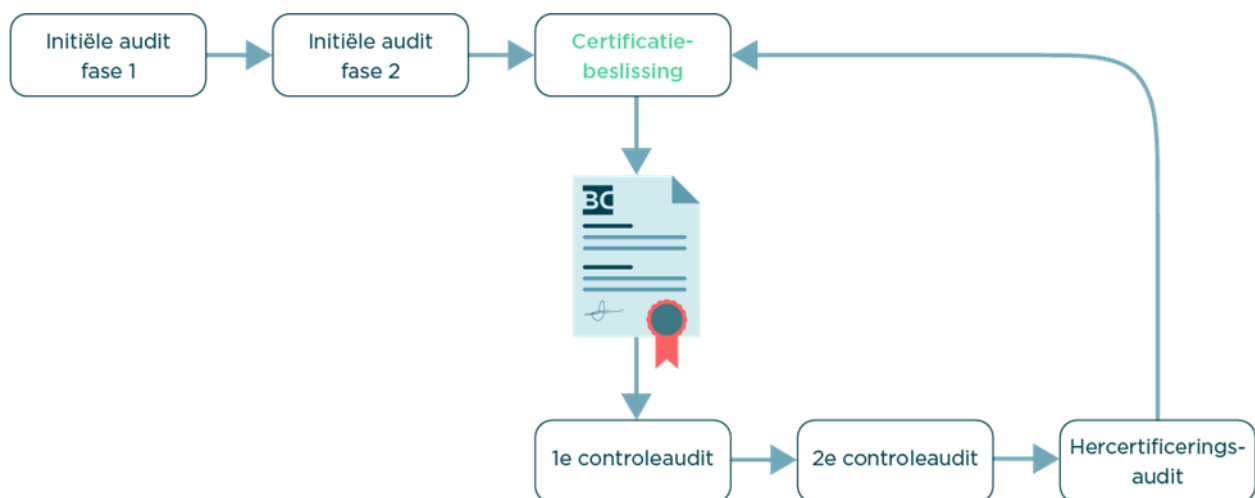 Initiële audit
fase 1
Initiële audit
fase 2
Certificatie-
beslissing
BC
1e controleaudit
2e controleaudit
Hercertificerings-
audit